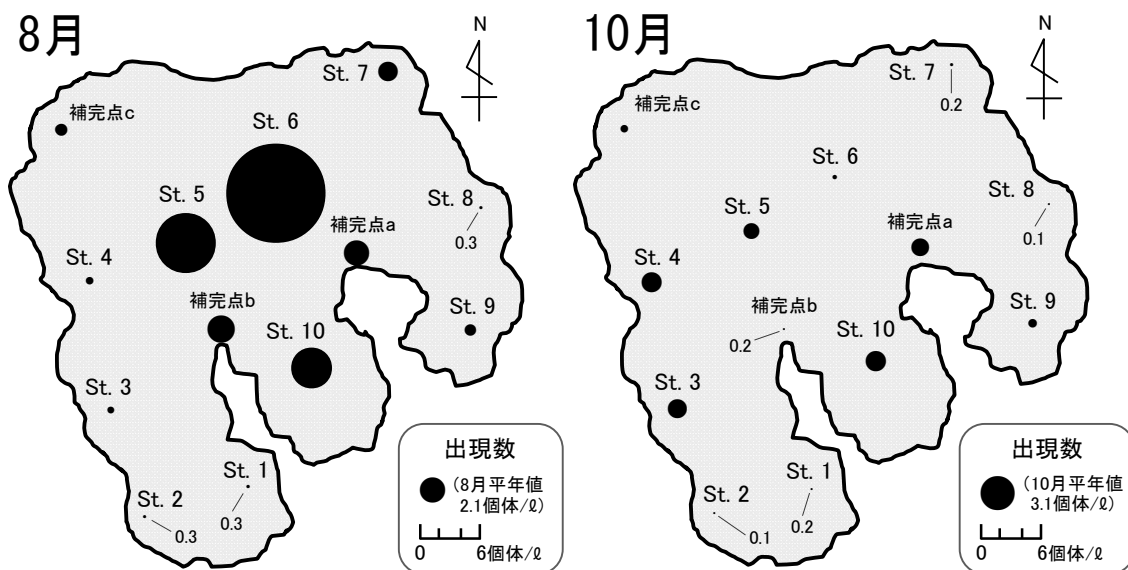 8月
N
St. 7
補完点c
St. 6
St. 8
0.3
St. 5
補完点a
St. 4
補完点b
St. 9
St. 10
St. 3
St. 1
0.3
St. 2
0.3
出現数
(8月平年値
2.1個体/ℓ)
0
6個体/ℓ
10月
N
St. 7
0.2
補完点c
St. 6
St. 8
0.1
St. 5
補完点a
St. 4
補完点b
0.2
St. 9
St. 10
St. 3
St. 1
0.2
St. 2
0.1
出現数
(10月平年値
3.1個体/ℓ)
0
6個体/ℓ